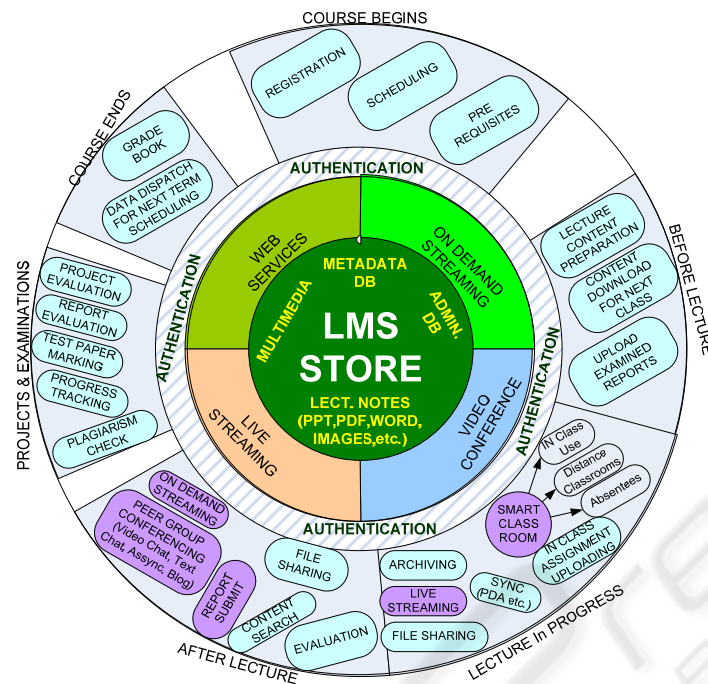 COURSE BEGINS
REGISTRATION
SCHEDULING
PRE
REQUISITES
COURSE ENDS
GRADE
BOOK
DATA DISPATCH
FOR NEXT TERM
SCHEDULING
AUTHENTICATION
WEB
SERVICES
ON DEMAND
STREAMING
BEFORE LECTURE
LECTURE
CONTENT
PREPARATION
CONTENT
DOWNLOAD
FOR NEXT
CLASS
UPLOAD
EXAMINED
REPORTS
PROJECTS & EXAMINATIONS
PROJECT
EVALUATION
REPORT
EVALUATION
TEST PAPER
MARKING
PROGRESS
TRACKING
PLAGIARISM
CHECK
AUTHENTICATION
METADATA
DB
MULTIMEDIA
ADMIN.
DB
LMS
STORE
LECT. NOTES
(PPT,PDF,WORD,
IMAGES,etc.)
AUTHENTICATION
LIVE
STREAMING
VIDEO
CONFERENCE
AUTHENTICATION
IN Class
Use
Distance
Classrooms
Absentees
SMART
CLASS
ROOM
IN CLASS
ASSIGNMENT
UPLOADING
ARCHIVING
SYNC
(PDA etc.)
LIVE
STREAMING
FILE SHARING
LECTURE In PROGRESS
ON DEMAND
STREAMING
PEER GROUP
CONFERENCING
(Video Chat, Text
Chat, Assync, Blog)
REPORT
SUBMIT
FILE
SHARING
CONTENT
SEARCH
EVALUATION
AFTER LECTURE